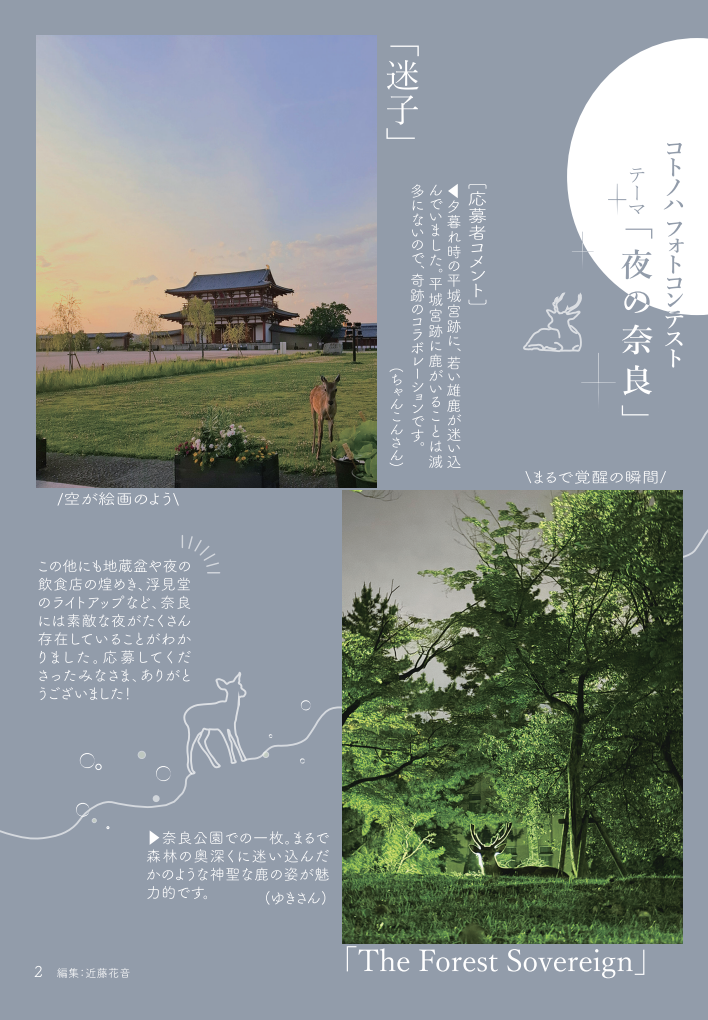 コトノハ フォトコンテスト
テーマ
「夜の奈良」
「迷子」
[応募者コメント]
◀夕暮れ時の平城宮跡に、若い雄鹿が迷い込
んでいました。平城宮跡に鹿がいることは滅
多にないので、奇跡のコラボレーションです。
(ちゃんこんさん)
/空が絵画のよう\
\まるで覚醒の瞬間/
この他にも地蔵盆や夜の
飲食店の煌めき、浮見堂
のライトアップなど、奈良
には素敵な夜がたくさん
存在していることがわか
りました。応募してくだ
さったみなさま、ありがと
うございました!
▶奈良公園での一枚。まるで
森林の奥深くに迷い込んだ
かのような神聖な鹿の姿が魅
力的です。
(ゆきさん)
「The Forest Sovereign」
2 編集:近藤花音